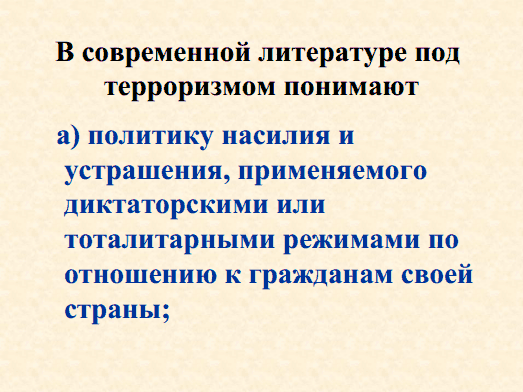 В современной литературе под
терроризмом понимают
а) политику насилия и
устрашения, применяемого
диктаторскими или
тоталитарными режимами по
отношению к гражданам своей
страны;